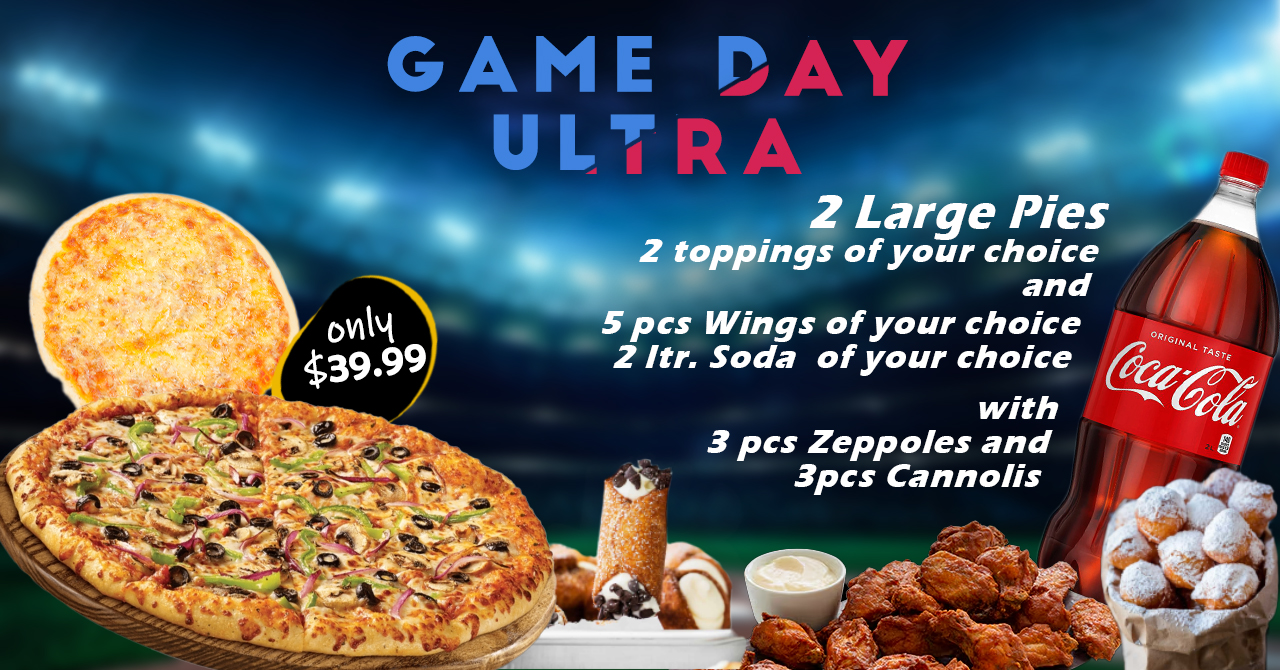 GAME DAY
ULTRA
2 Large Pies
2 toppings of your choice
and
5 pcs Wings of your choice
2 ltr. Soda of your choice
with
3 pcs Zeppoles and
3pcs Cannolis
only
$39.99
ORIGINAL TASTE
Coca-Cola